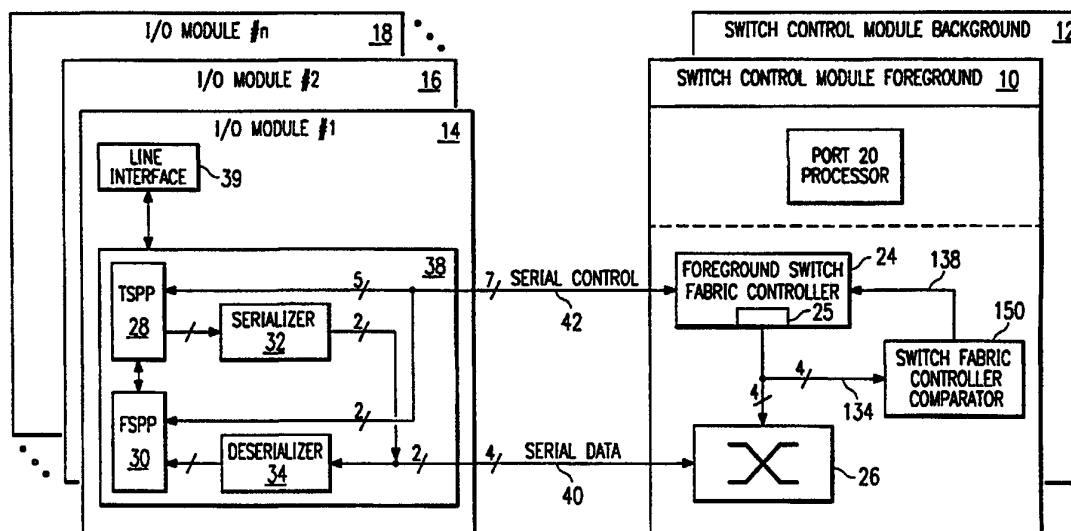 I/O MODULE #n 18
I/O MODULE #2 16
I/O MODULE #1 14
LINE
INTERFACE
39
38
TSPP
28
5
SERIALIZER
32
2
2
FSPP
30
DESERIALIZER
34
2
7 SERIAL CONTROL
42
4 SERIAL DATA
40
SWITCH CONTROL MODULE BACKGROUND 12
SWITCH CONTROL MODULE FOREGROUND 10
PORT 20
PROCESSOR
24
FOREGROUND SWITCH
FABRIC CONTROLLER
25
138
150
SWITCH FABRIC
CONTROLLER
COMPARATOR
4
134
4
26